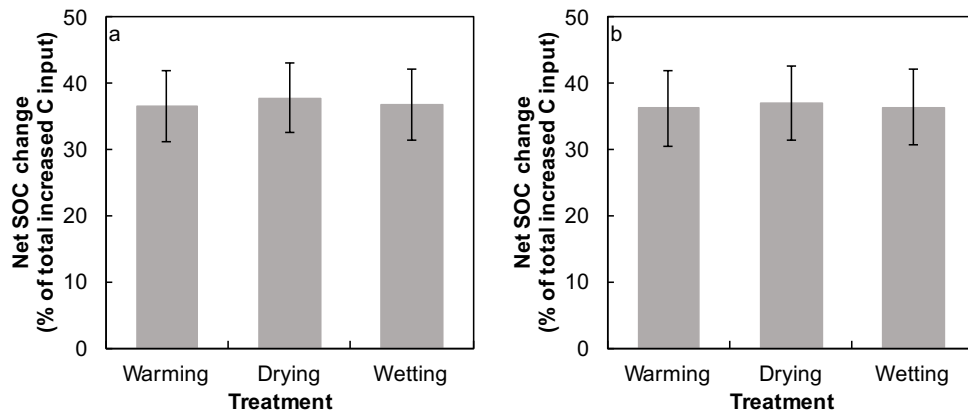 a
50
40
30
20
10
0
Net SOC change
(% of total increased C input)
Warming Drying Wetting
Treatment
b
50
40
30
20
10
0
Net SOC change
(% of total increased C input)
Warming Drying Wetting
Treatment